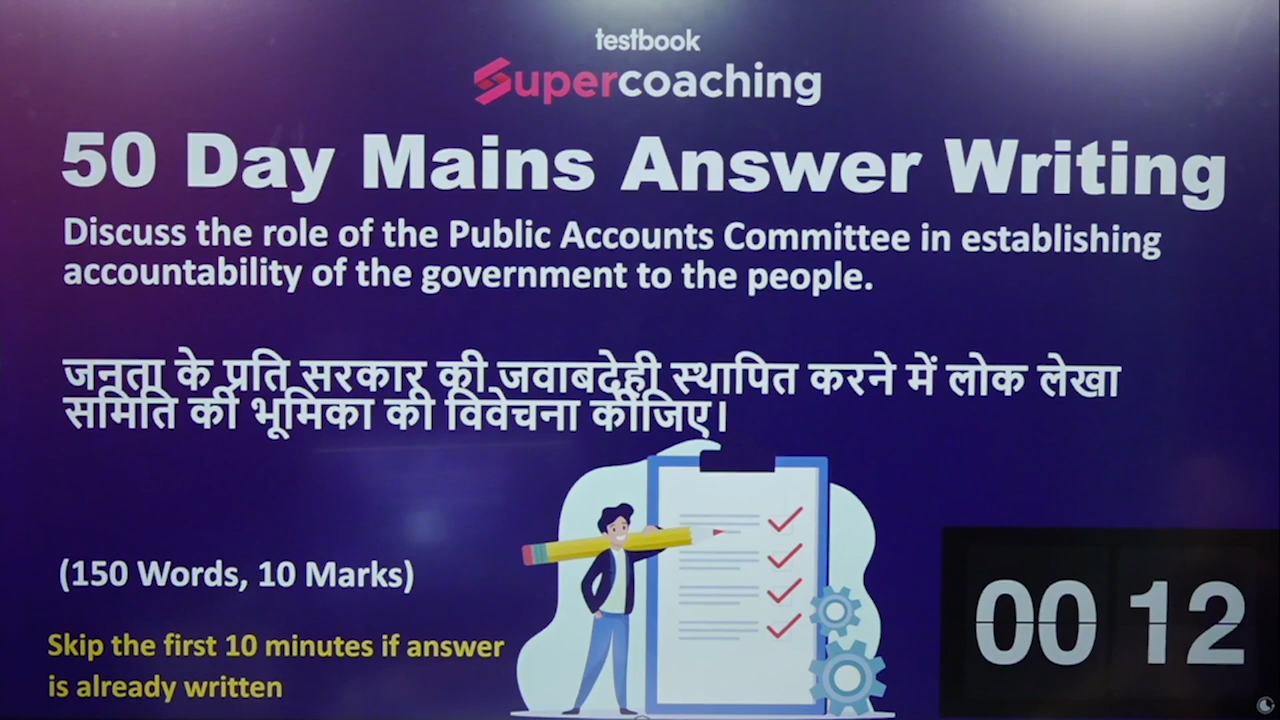 testbook
Supercoaching
50 Day Mains Answer Writing
Discuss the role of the Public Accounts Committee in establishing
accountability of the government to the people.
जनता के प्रति सरकार की जवाबदेही स्थापित करने में लोक लेखा
समिति की भूमिका की विवेचना कीजिए।
(150 Words, 10 Marks)
Skip the first 10 minutes if answer
is already written
00 12